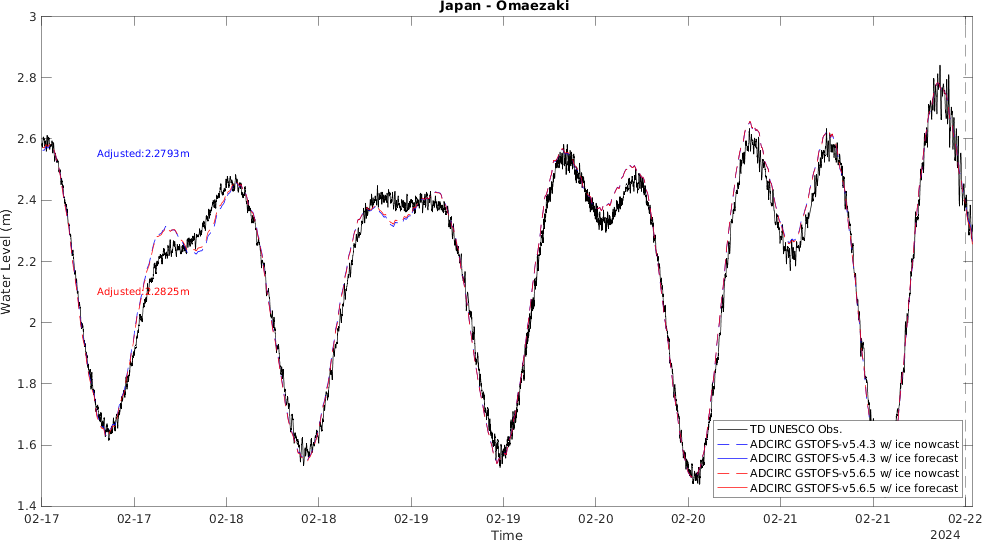 Japan - Omaezaki
3
2.8
2.6
2.4
2.2
2
1.8
1.6
1.4
Water Level (m)
Adjusted:2.2793m
Adjusted:2.2825m
TD UNESCO Obs.
ADCIRC GSTOFS-v5.4.3 w/ ice nowcast
ADCIRC GSTOFS-v5.4.3 w/ ice forecast
ADCIRC GSTOFS-v5.6.5 w/ ice nowcast
ADCIRC GSTOFS-v5.6.5 w/ ice forecast
02-17 02-17 02-18 02-18 02-19 02-19 02-20 02-20 02-21 02-21 02-22
Time
2024